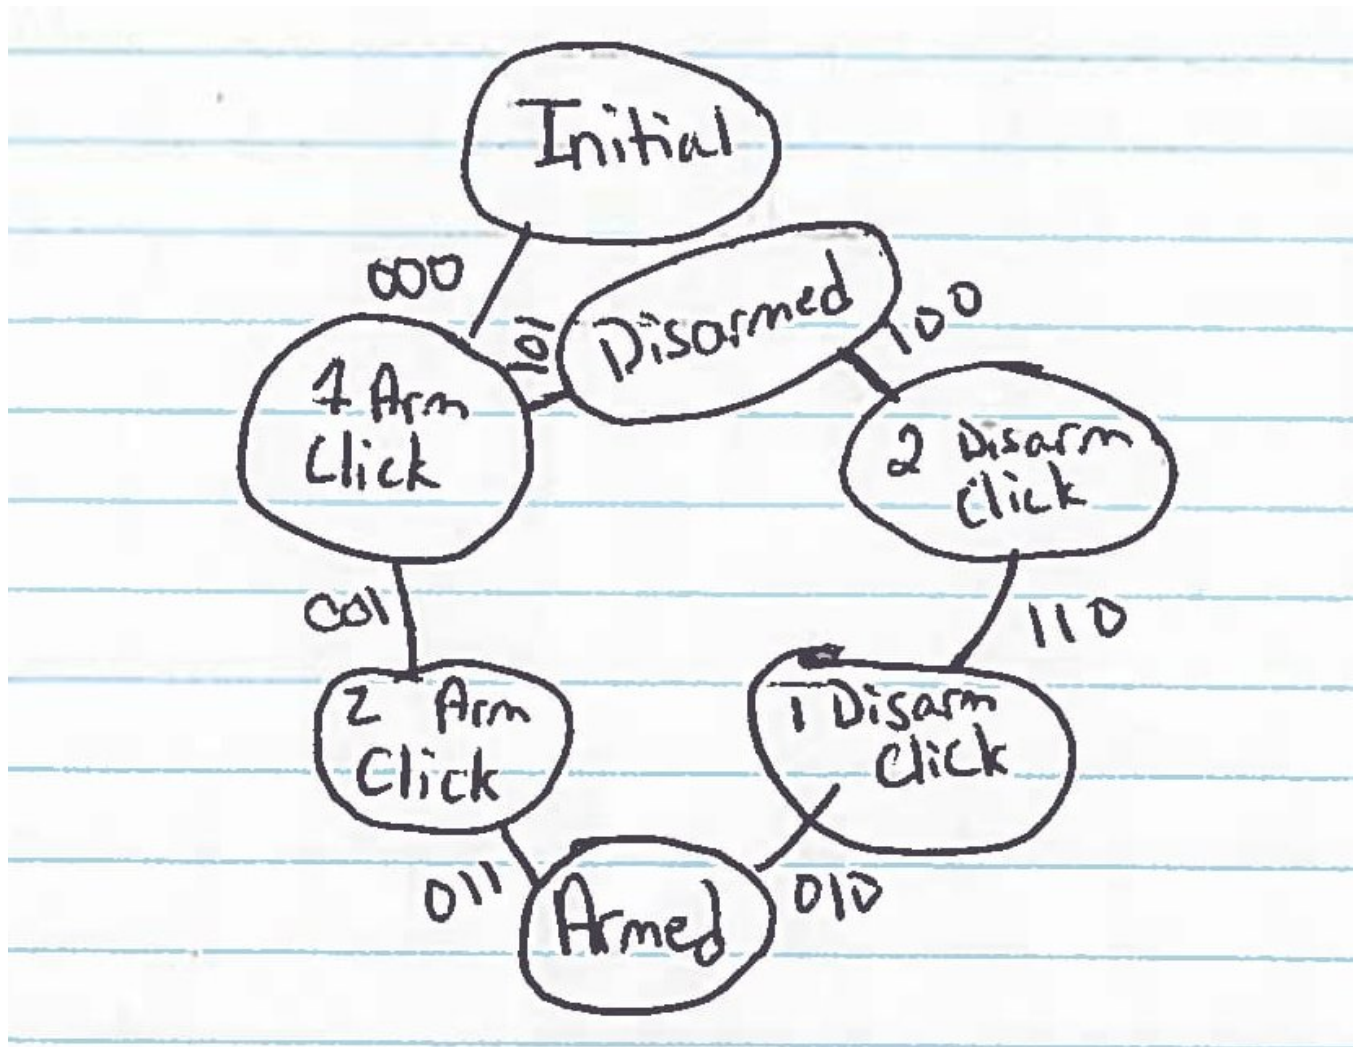 Initial
000
Disarmed
101
100
1 Arm
Click
2 Disarm
Click
001
110
2 Arm
Click
1 Disarm
Click
011
010
Armed